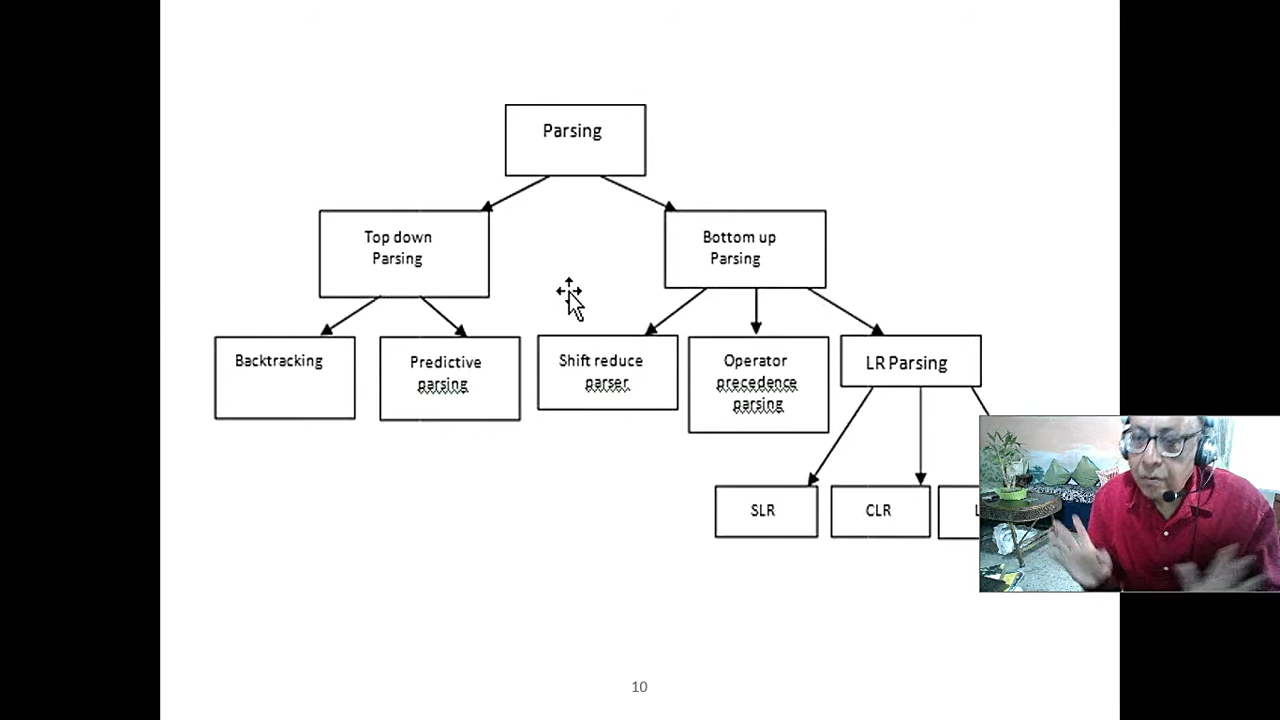 Parsing
Top down
Parsing
Bottom up
Parsing
Backtracking
Predictive
parsing
Shift reduce
parser
Operator
precedence
parsing
LR Parsing
SLR
CLR
10